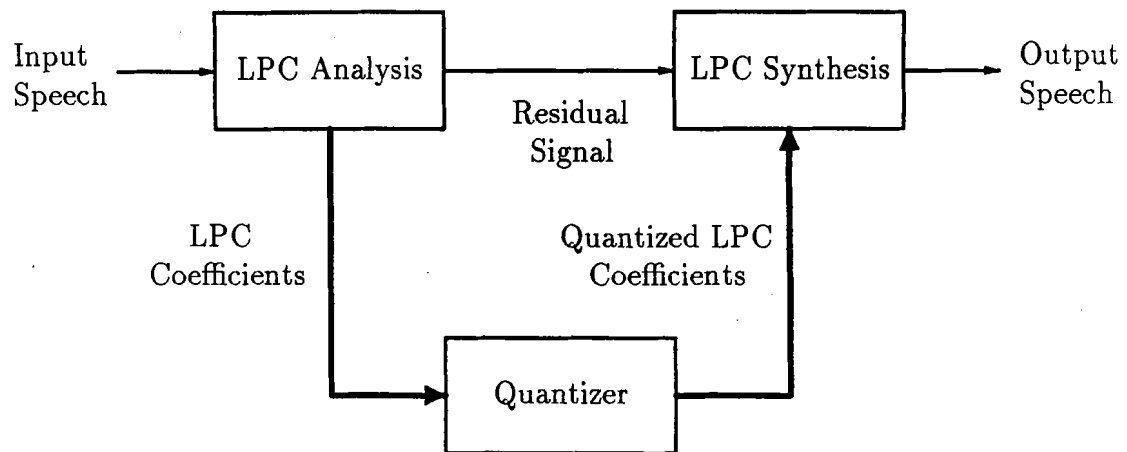 Input
Speech
LPC Analysis
Residual
Signal
LPC Synthesis
Output
Speech
LPC
Coefficients
Quantized LPC
Coefficients
Quantizer